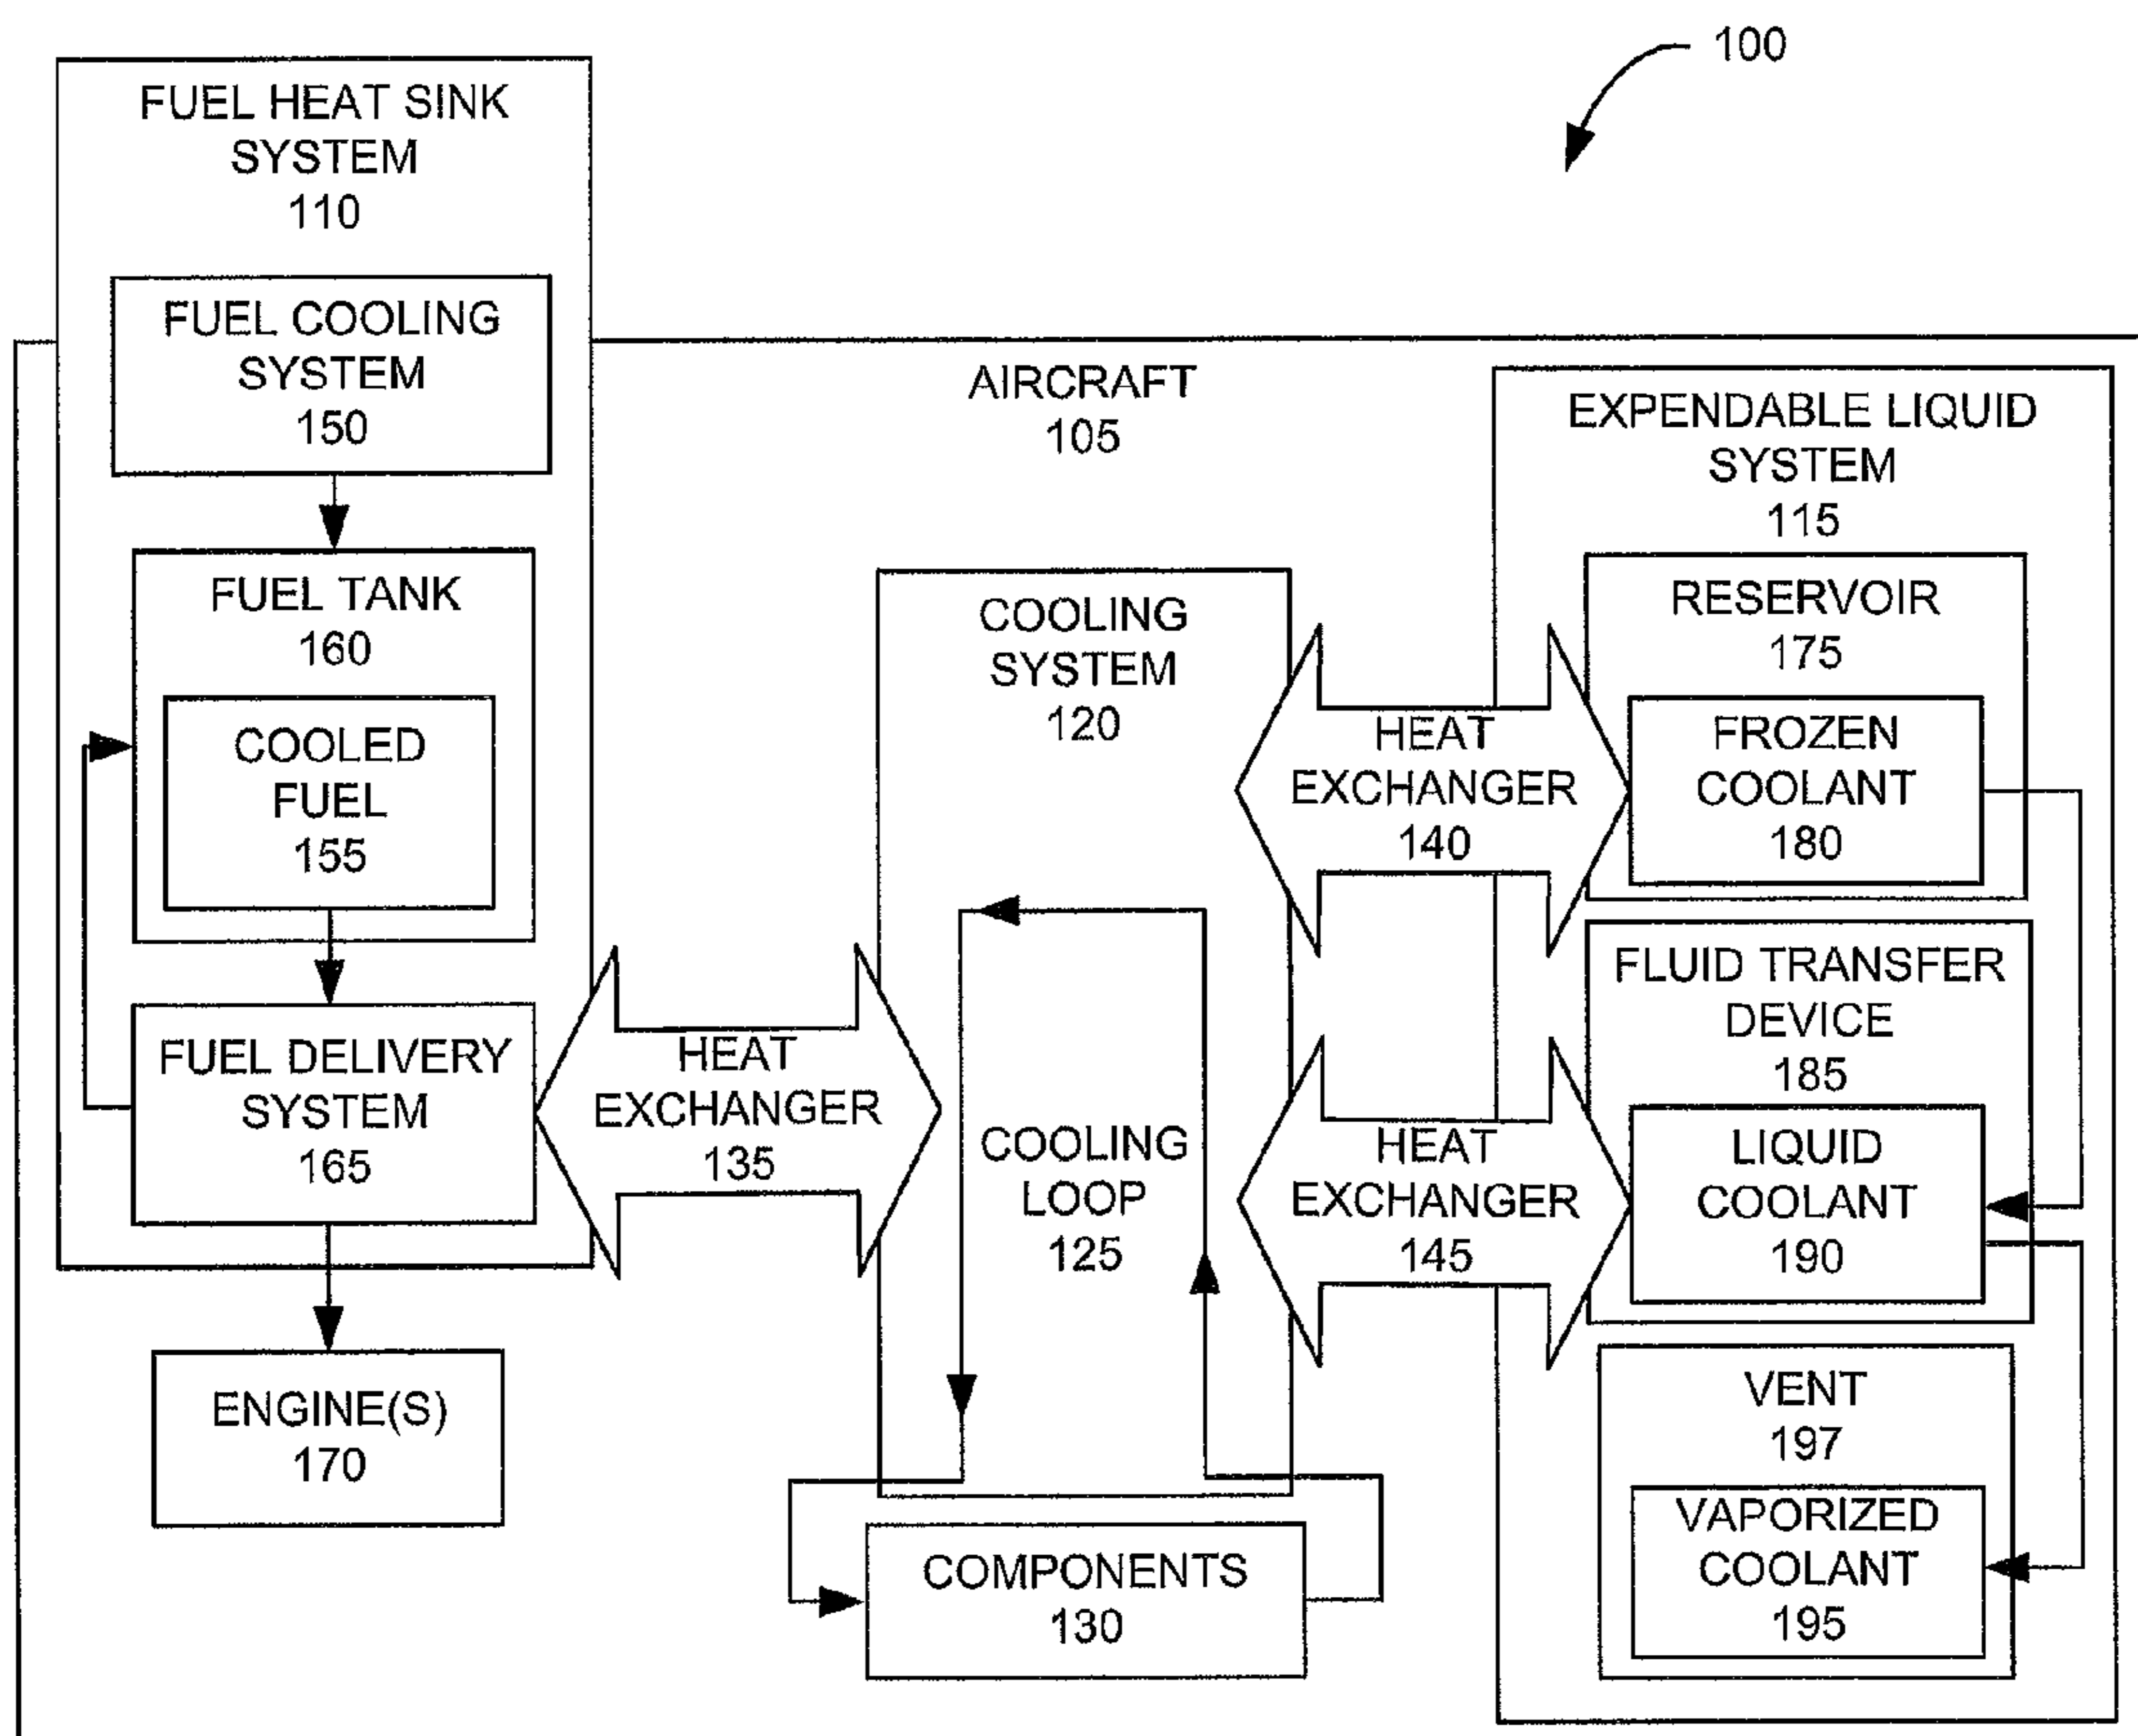 100
FUEL HEAT SINK
SYSTEM
110
FUEL COOLING
SYSTEM
150
FUEL TANK
160
COOLED
FUEL
155
FUEL DELIVERY
SYSTEM
165
ENGINE(S)
170
HEAT
EXCHANGER
135
AIRCRAFT
105
COOLING
SYSTEM
120
COOLING
LOOP
125
COMPONENTS
130
HEAT
EXCHANGER
140
HEAT
EXCHANGER
145
EXPENDABLE LIQUID
SYSTEM
115
RESERVOIR
175
FROZEN
COOLANT
180
FLUID TRANSFER
DEVICE
185
LIQUID
COOLANT
190
VENT
197
VAPORIZED
COOLANT
195